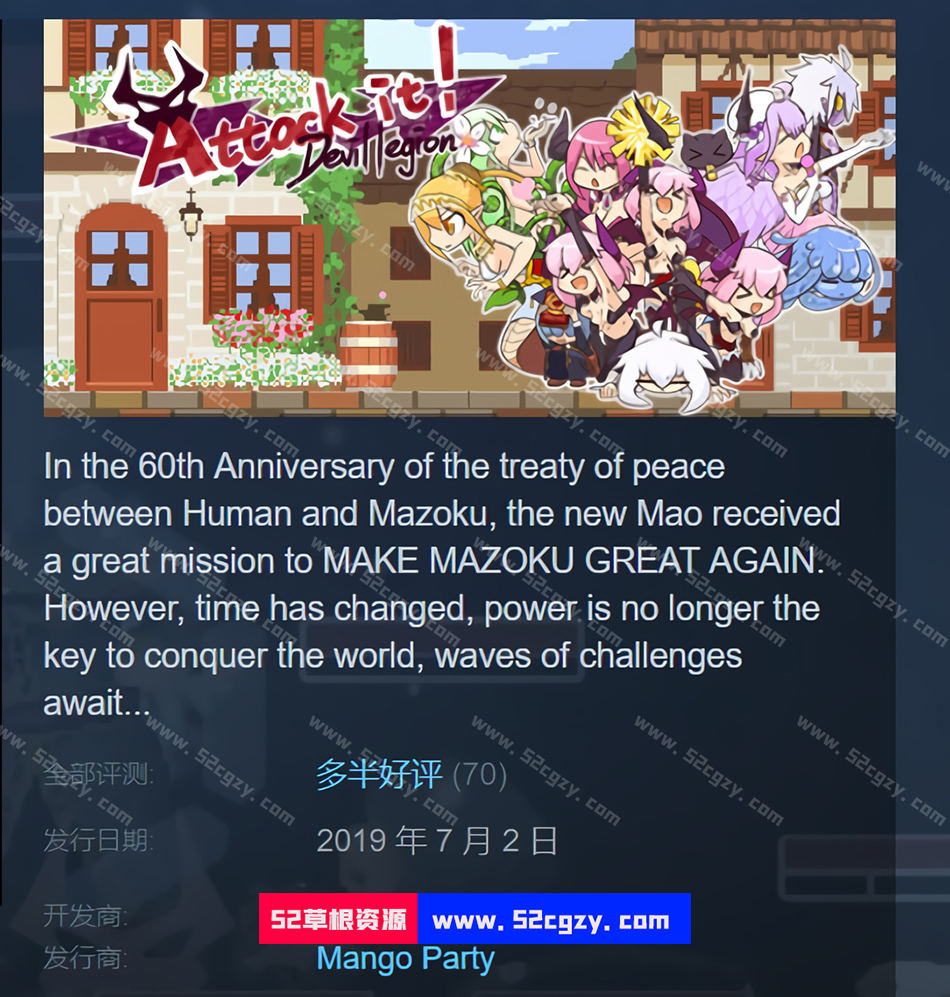 Attack it!
Devil legion
In the 60th Anniversary of the treaty of peace
between Human and Mazoku, the new Mao received
a great mission to MAKE MAZOKU GREAT AGAIN.
However, time has changed, power is no longer the
key to conquer the world, waves of challenges
await...
全部评测: 多半好评 (70)
发行日期: 2019 年 7 月 2 日
开发商:
52草根资源 www.52cgzy.com
发行商: Mango Party
www.52cgzy.com